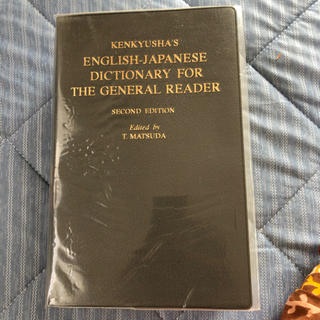 KENKYUSHA'S
ENGLISH-JAPANESE
DICTIONARY FOR
THE GENERAL READER
SECOND EDITION
Edited by
T. MATSUDA